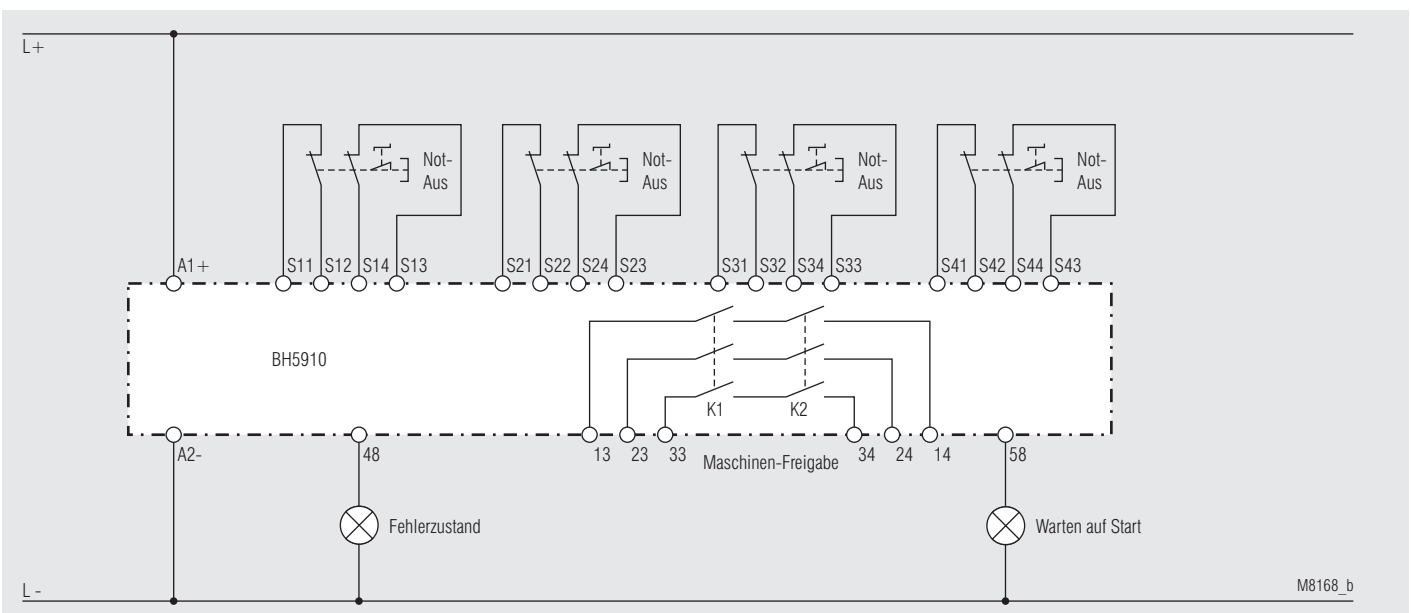 L+
Not-
Aus
Not-
Aus
Not-
Aus
Not-
Aus
A1+ S11 S12 S14 S13 S21 S22 S24 S23 S31 S32 S34 S33 S41 S42 S44 S43
BH5910
K1 K2
A2- 48 13 23 33 Maschinen-Freigabe 34 24 14 58
Fehlerzustand Warten auf Start
L -
M8168_b